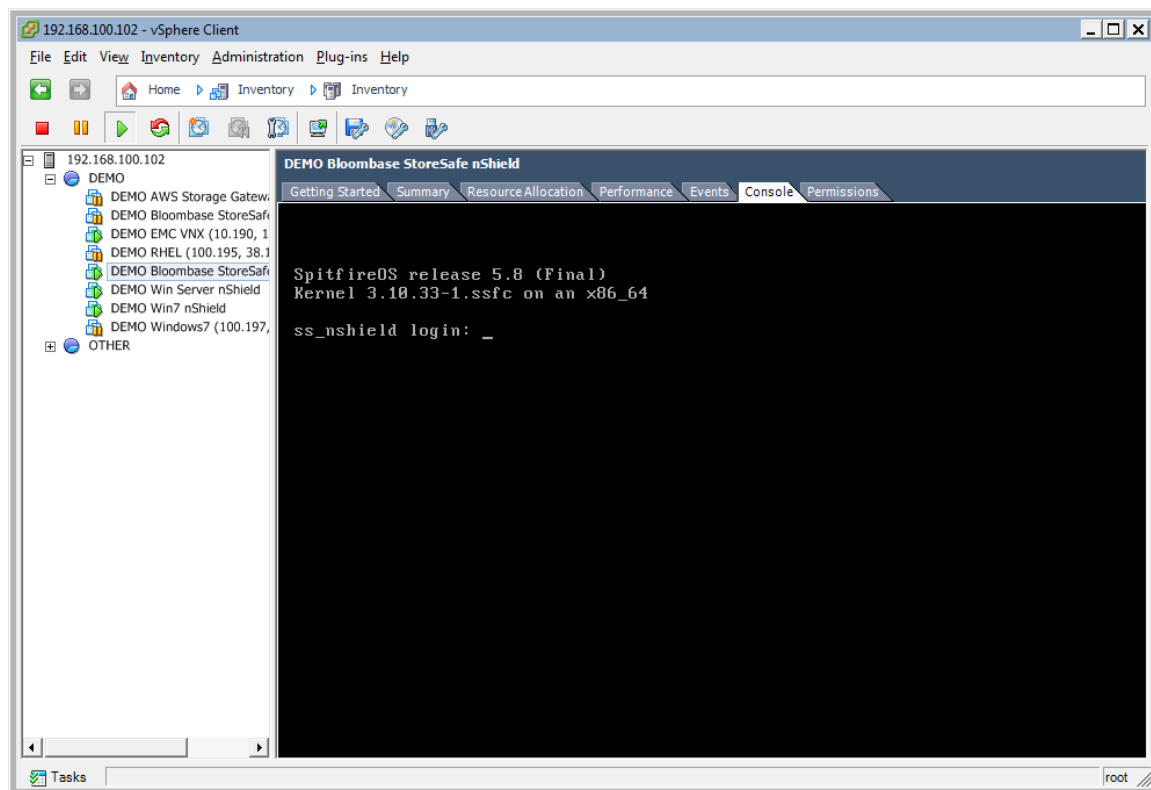 192.168.100.102 - vSphere Client
File Edit View Inventory Administration Plug-ins Help
Home Inventory Inventory
192.168.100.102
DEMO
DEMO AWS Storage Gatew
DEMO Bloombase StoreSaf
DEMO EMC VNX (10.190, 1
DEMO RHEL (100.195, 38.1
DEMO Bloombase StoreSaf
DEMO Win Server nShield
DEMO Win7 nShield
DEMO Windows7 (100.197,
OTHER
DEMO Bloombase StoreSafe nShield
Getting Started Summary Resource Allocation Performance Events Console Permissions
SpitfireOS release 5.8 (Final)
Kernel 3.10.33-1.ssfc on an x86_64
ss_nshield login: _
Tasks
root